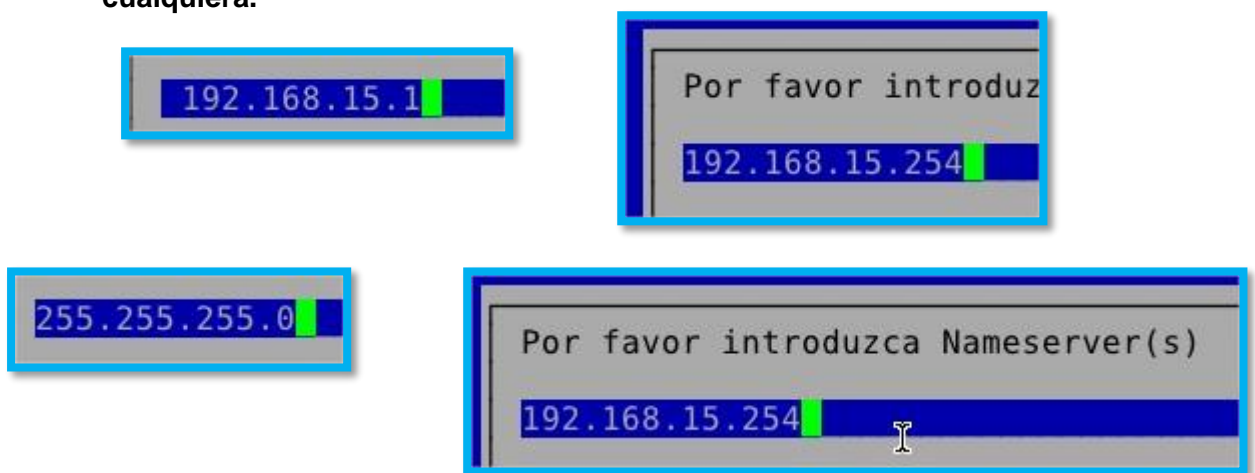 cualquiera.
192.168.15.1
Por favor introduz
192.168.15.254
255.255.255.0
Por favor introduzca Nameserver(s)
192.168.15.254